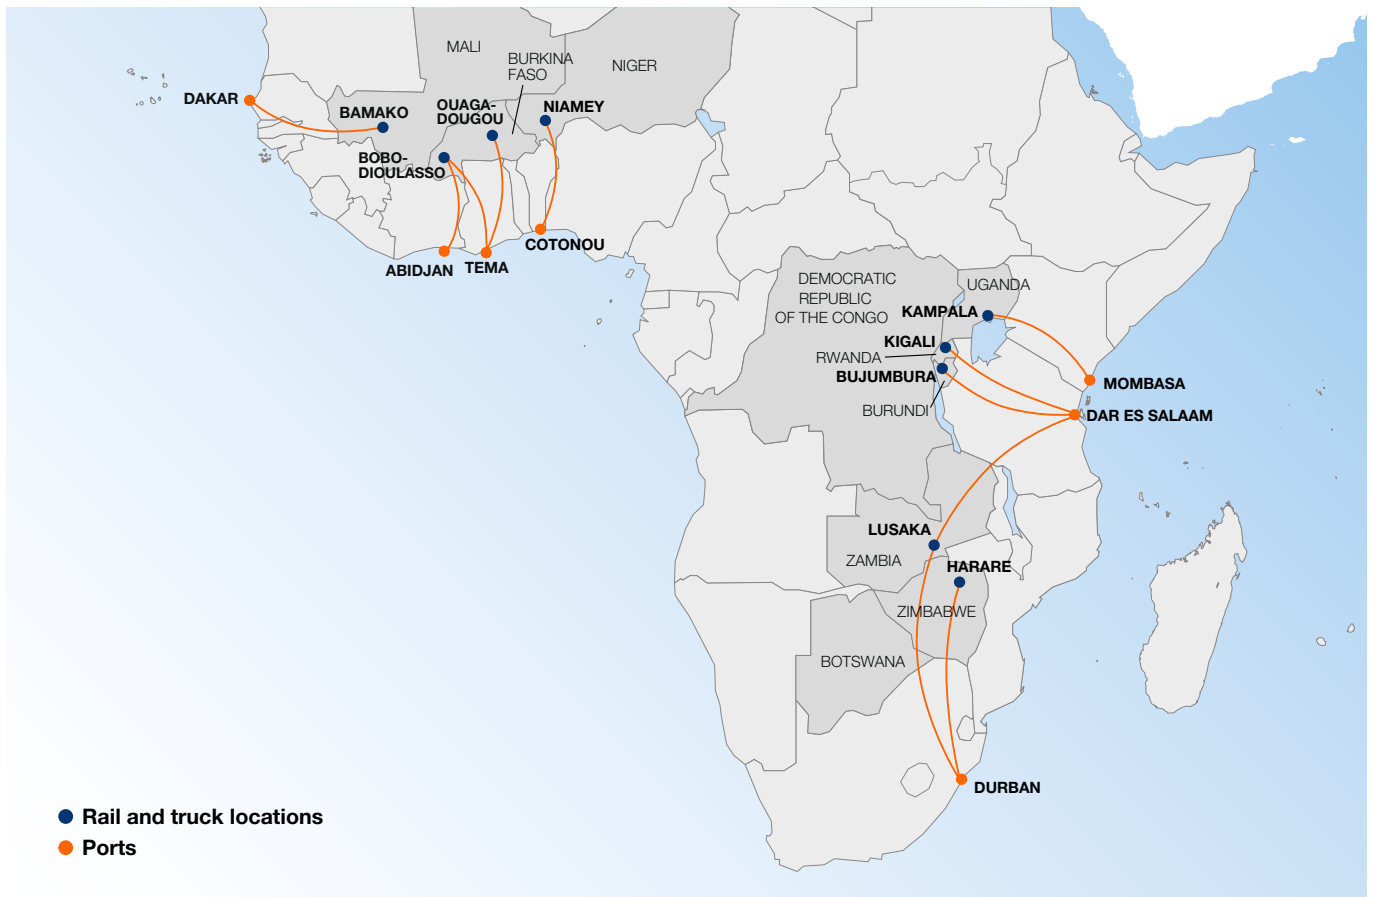 MALI
BURKINA
FASO
NIGER
DAKAR
BAMAKO
OUAGA-
DOUGOU
NIAMEY
BOBO-
DIOULASSO
ABIDJAN
TEMA
COTONOU
DEMOCRATIC
REPUBLIC
OF THE CONGO
UGANDA
KAMPALA
KIGALI
RWANDA
BUJUMBURA
BURUNDI
MOMBASA
DAR ES SALAAM
LUSAKA
ZAMBIA
HARARE
ZIMBABWE
BOTSWANA
DURBAN
Rail and truck locations
Ports